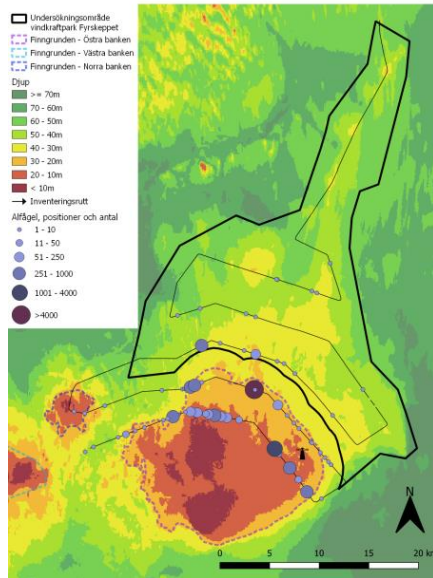 Undersökningsområde
vindkraftpark Fyrskeppet
Finngrunden - Östra banken
Finngrunden - Västra banken
Finngrunden - Norra banken
Djup
>= 70m
70 - 60m
60 - 50m
50 - 40m
40 - 30m
30 - 20m
20 - 10m
< 10m
Inventeringsrutt
Alfågel, positioner och antal
1 - 10
11 - 50
51 - 250
251 - 1000
1001 - 4000
>4000
N
0 5 10 15 20 km